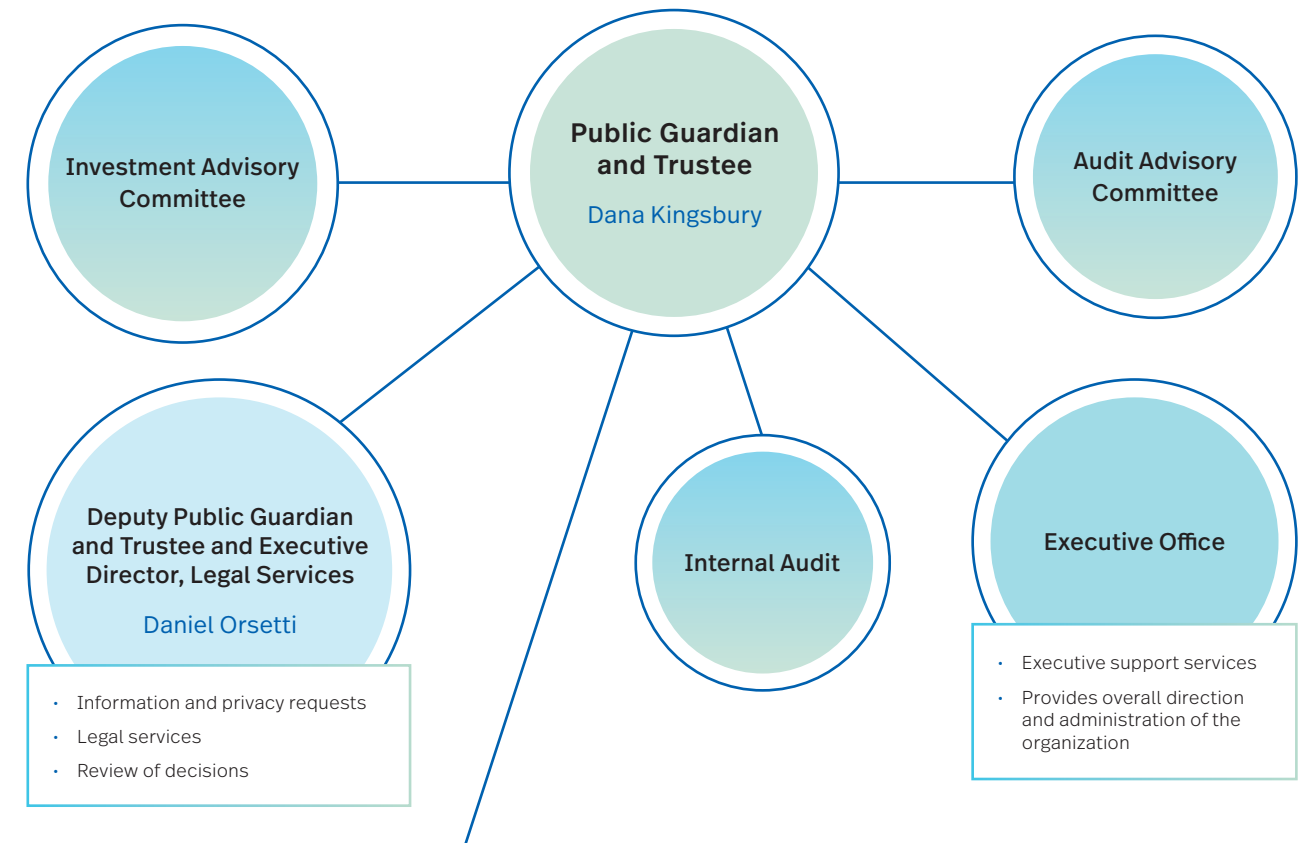 Investment Advisory
Committee
Public Guardian
and Trustee
Dana Kingsbury
Audit Advisory
Committee
Deputy Public Guardian
and Trustee and Executive
Director, Legal Services
Daniel Orsetti
• Information and privacy requests
• Legal services
• Review of decisions
Internal Audit
Executive Office
• Executive support services
• Provides overall direction
and administration of the
organization